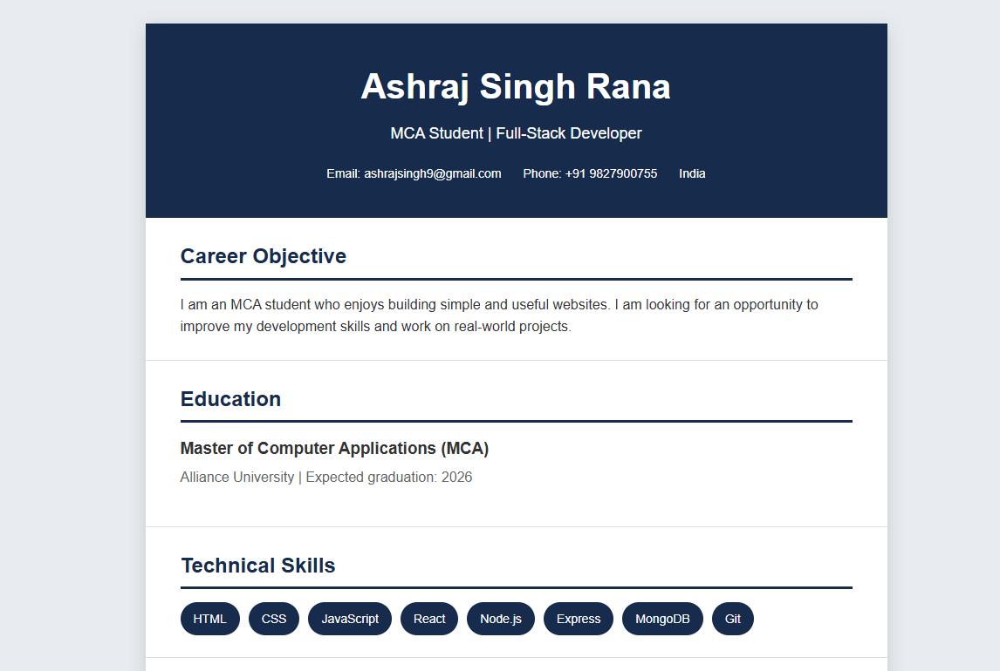 Ashraj Singh Rana
MCA Student | Full-Stack Developer
Email: ashrajsingh9@gmail.com Phone: +91 9827900755 India
Career Objective
I am an MCA student who enjoys building simple and useful websites. I am looking for an opportunity to
improve my development skills and work on real-world projects.
Education
Master of Computer Applications (MCA)
Alliance University | Expected graduation: 2026
Technical Skills
HTML CSS JavaScript React Node.js Express MongoDB Git